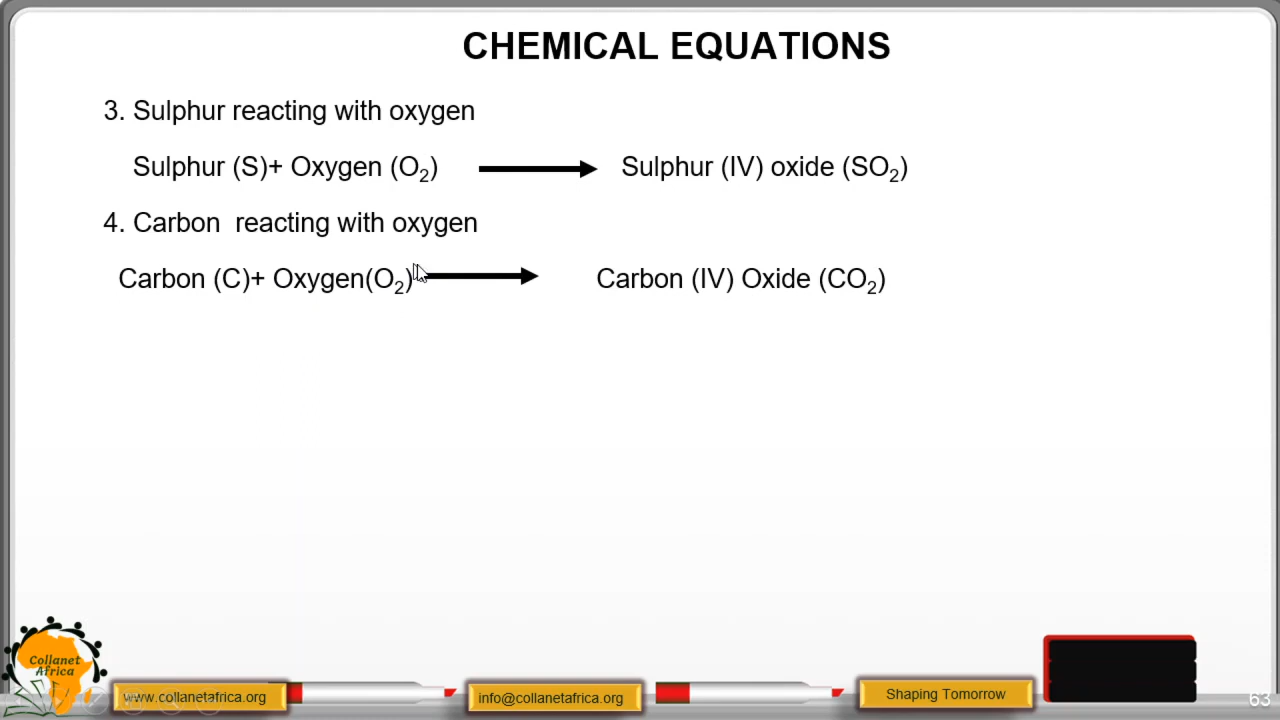 CHEMICAL EQUATIONS
3. Sulphur reacting with oxygen
Sulphur (S)+ Oxygen (O₂) → Sulphur (IV) oxide (SO₂)
4. Carbon  reacting with oxygen
Carbon (C)+ Oxygen(O₂) → Carbon (IV) Oxide (CO₂)
Collanet
Africa
www.collanetafrica.org
info@collanetafrica.org
Shaping Tomorrow
63